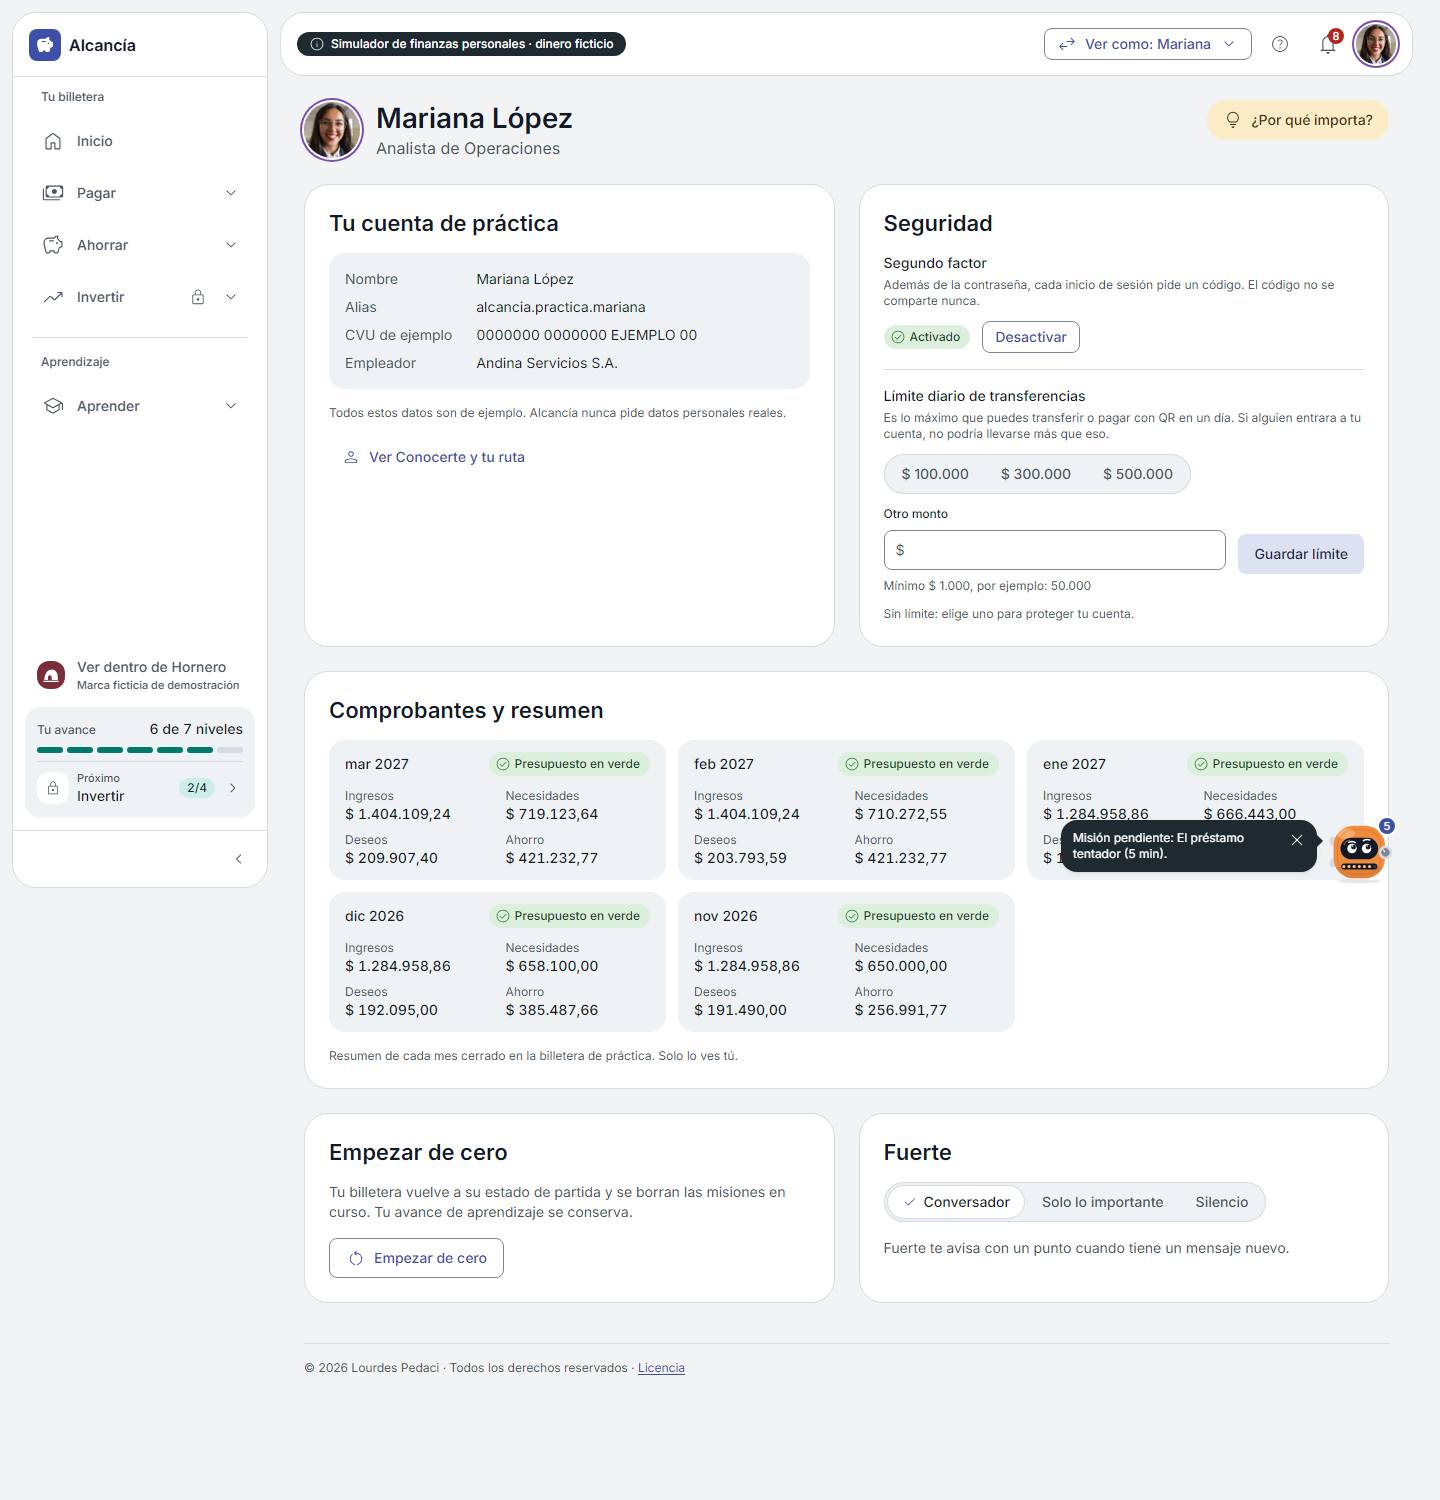 Alcancía
Simulador de finanzas personales · dinero ficticio
Ver como: Mariana
8
Tu billetera
Inicio
Pagar
Ahorrar
Invertir
Aprendizaje
Aprender
Ver dentro de Hornero
Marca ficticia de demostración
Tu avance
6 de 7 niveles
Próximo
Invertir
2/4
Mariana López
Analista de Operaciones
¿Por qué importa?
Tu cuenta de práctica
Nombre
Mariana López
Alias
alcancia.practica.mariana
CVU de ejemplo
0000000 0000000 EJEMPLO 00
Empleador
Andina Servicios S.A.
Todos estos datos son de ejemplo. Alcancía nunca pide datos personales reales.
Ver Conocerte y tu ruta
Seguridad
Segundo factor
Además de la contraseña, cada inicio de sesión pide un código. El código no se
comparte nunca.
Activado
Desactivar
Límite diario de transferencias
Es lo máximo que puedes transferir o pagar con QR en un día. Si alguien entrara a tu
cuenta, no podría llevarse más que eso.
$ 100.000
$ 300.000
$ 500.000
Otro monto
$
Guardar límite
Mínimo $ 1.000, por ejemplo: 50.000
Sin límite: elige uno para proteger tu cuenta.
Comprobantes y resumen
mar 2027
Presupuesto en verde
Ingresos
Necesidades
$ 1.404.109,24
$ 719.123,64
Deseos
Ahorro
$ 209.907,40
$ 421.232,77
feb 2027
Presupuesto en verde
Ingresos
Necesidades
$ 1.404.109,24
$ 710.272,55
Deseos
Ahorro
$ 203.793,59
$ 421.232,77
ene 2027
Presupuesto en verde
Ingresos
Necesidades
$ 1.284.958,86
$ 666.443,00
Misión pendiente: El préstamo
tentador (5 min).
5
dic 2026
Presupuesto en verde
Ingresos
Necesidades
$ 1.284.958,86
$ 658.100,00
Deseos
Ahorro
$ 192.095,00
$ 385.487,66
nov 2026
Presupuesto en verde
Ingresos
Necesidades
$ 1.284.958,86
$ 650.000,00
Deseos
Ahorro
$ 191.490,00
$ 256.991,77
Resumen de cada mes cerrado en la billetera de práctica. Solo lo ves tú.
Empezar de cero
Tu billetera vuelve a su estado de partida y se borran las misiones en
curso. Tu avance de aprendizaje se conserva.
Empezar de cero
Fuerte
Conversador
Solo lo importante
Silencio
Fuerte te avisa con un punto cuando tiene un mensaje nuevo.
© 2026 Lourdes Pedaci · Todos los derechos reservados · Licencia